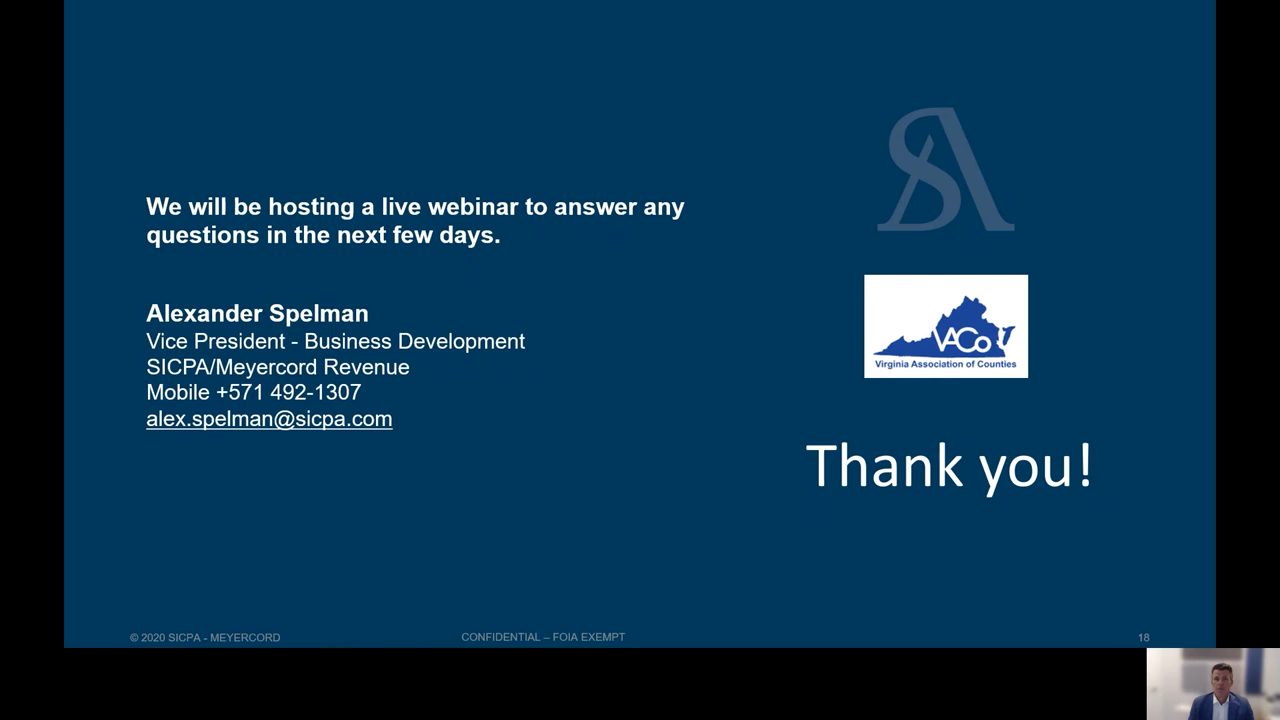 We will be hosting a live webinar to answer any
questions in the next few days.
Alexander Spelman
Vice President - Business Development
SICPA/Meyercord Revenue
Mobile +571 492-1307
alex.spelman@sicpa.com
SA
VACo
Virginia Association of Counties
Thank you!
© 2020 SICPA - MEYERCORD
CONFIDENTIAL – FOIA EXEMPT
18